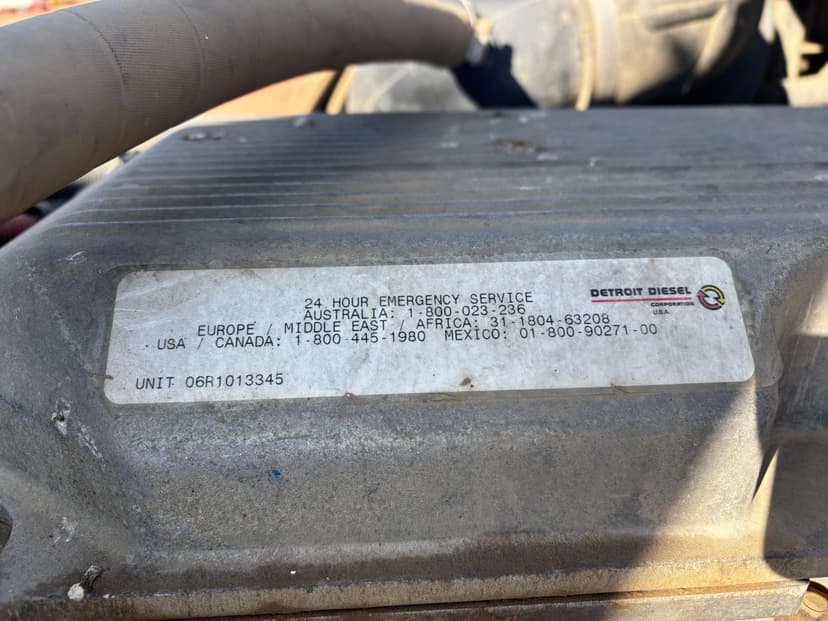 24 HOUR EMERGENCY SERVICE
AUSTRALIA: 1-800-023-236
EUROPE / MIDDLE EAST / AFRICA: 31-1804-63208
USA / CANADA: 1-800-445-1980 MEXICO: 01-800-90271-00
UNIT 06R1013345
DETROIT DIESEL
CORPORATION
U.S.A.